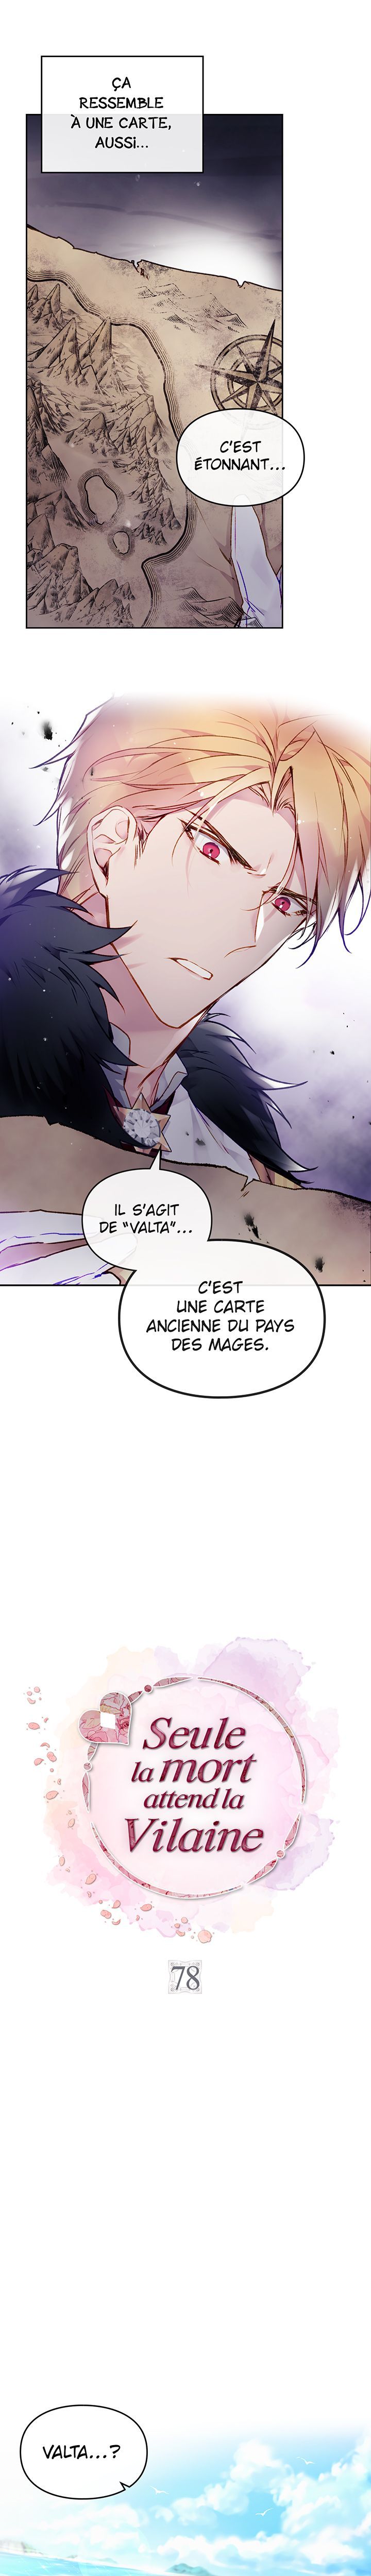 ÇA
RESSEMBLE
À UNE CARTE,
AUSSI...
C'EST
ÉTONNANT...
IL S'AGIT
DE "VALTA"...
C'EST
UNE CARTE
ANCIENNE DU PAYS
DES MAGES.
Seule
la mort
attend la
Vilaine
78
VALTA...?